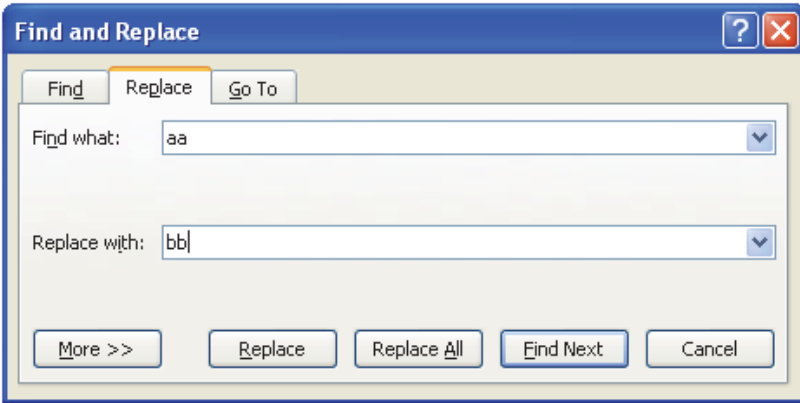 Find and Replace
Find Replace Go To
Find what: aa
Replace with: bb
More >> Replace Replace All Find Next Cancel